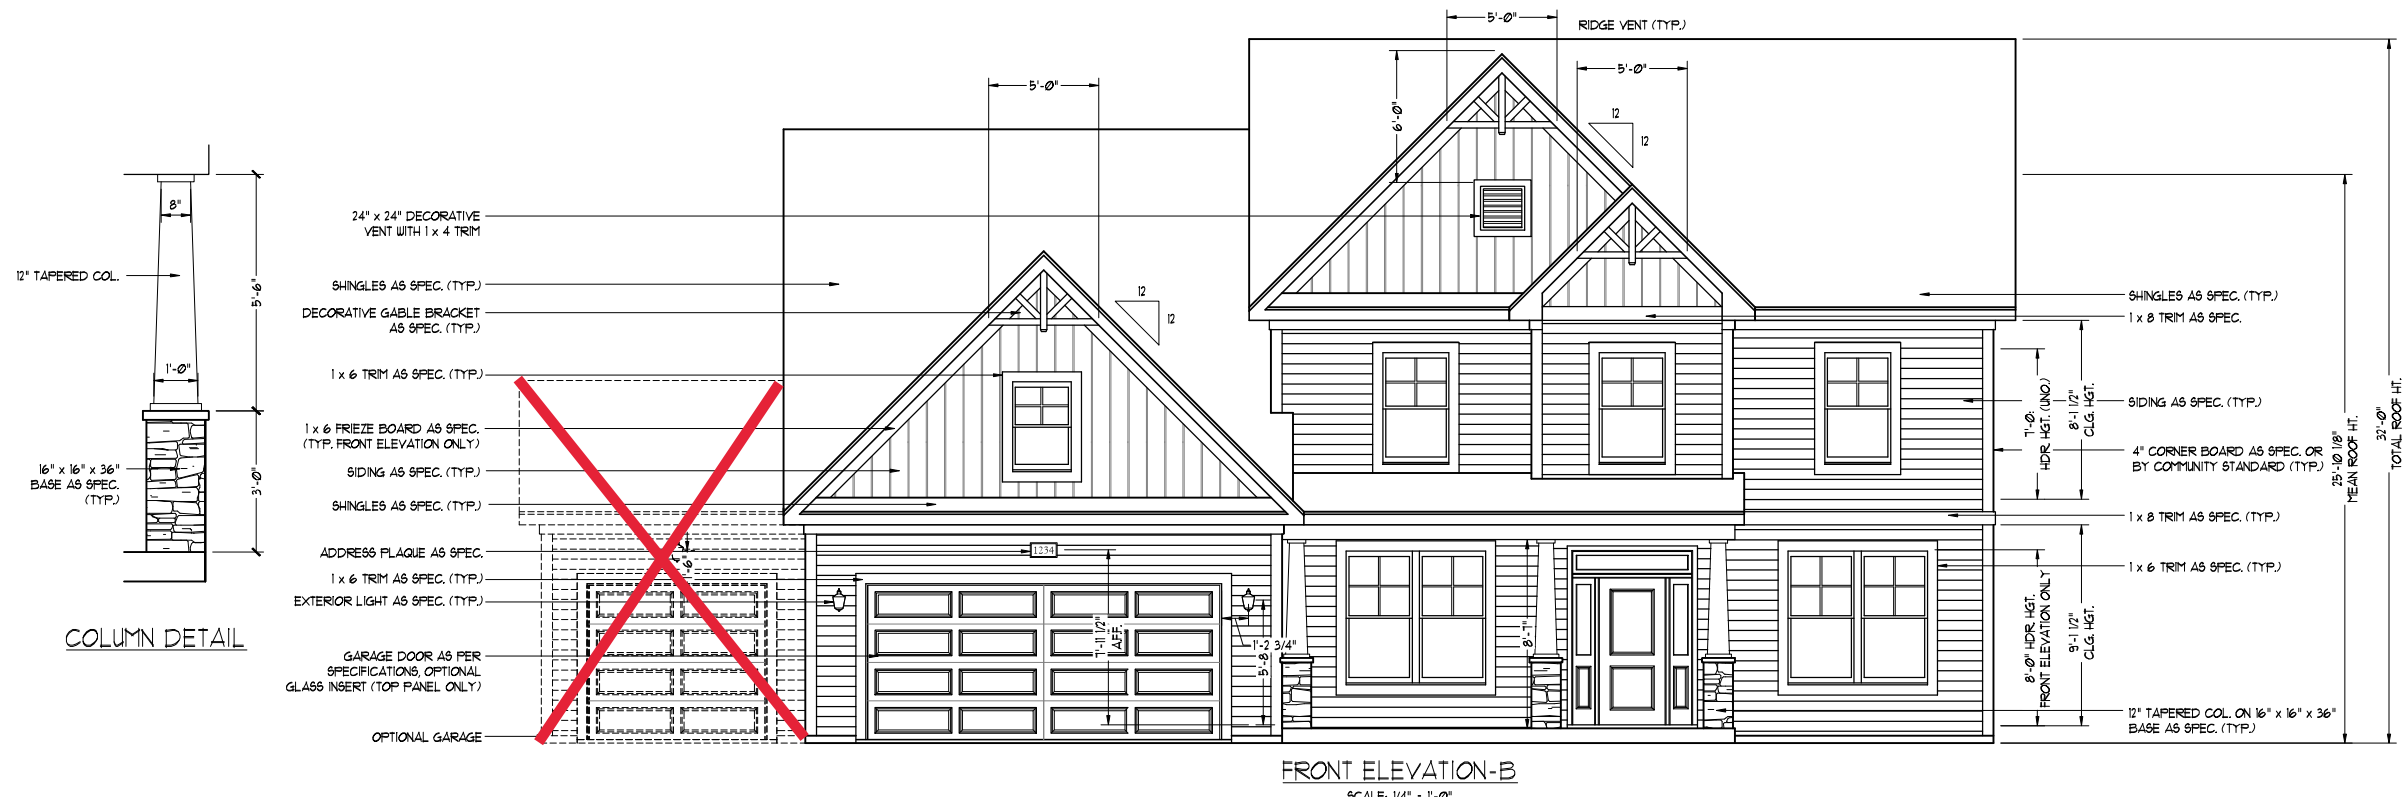 5'-0"
RIDGE VENT (TYP.)
5'-0"
5'-0"
6'-0"
12
12
8"
12" TAPERED COL.
5'-6"
1'-0"
16" x 16" x 36"
BASE AS SPEC.
(TYP.)
3'-0"
COLUMN DETAIL
24" x 24" DECORATIVE
VENT WITH 1 x 4 TRIM
SHINGLES AS SPEC. (TYP.)
DECORATIVE GABLE BRACKET
AS SPEC. (TYP.)
12
12
1 x 6 TRIM AS SPEC. (TYP.)
1 x 6 FRIEZE BOARD AS SPEC.
(TYP. FRONT ELEVATION ONLY)
SIDING AS SPEC. (TYP.)
SHINGLES AS SPEC. (TYP.)
ADDRESS PLAQUE AS SPEC.
1234
1 x 6 TRIM AS SPEC. (TYP.)
EXTERIOR LIGHT AS SPEC. (TYP.)
GARAGE DOOR AS PER
SPECIFICATIONS, OPTIONAL
GLASS INSERT (TOP PANEL ONLY)
OPTIONAL GARAGE
7'-11 1/2"
A.F.F.
1'-2 3/4"
5'-8"
8'-7"
SHINGLES AS SPEC. (TYP.)
1 x 8 TRIM AS SPEC.
7'-0"
HDR. HGT. (UNO.)
8'-1 1/2"
CLG. HGT.
SIDING AS SPEC. (TYP.)
4" CORNER BOARD AS SPEC. OR
BY COMMUNITY STANDARD (TYP.)
1 x 8 TRIM AS SPEC. (TYP.)
1 x 6 TRIM AS SPEC. (TYP.)
8'-0" HDR. HGT.
FRONT ELEVATION ONLY
9'-1 1/2"
CLG. HGT.
12" TAPERED COL. ON 16" x 16" x 36"
BASE AS SPEC. (TYP.)
25'-10 1/8"
MEAN ROOF HT.
32'-0"
TOTAL ROOF HT.
FRONT ELEVATION-B
SCALE: 1/4" = 1'-0"